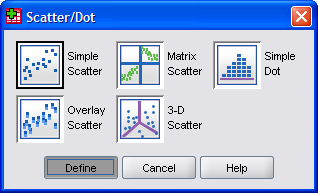 Scatter/Dot
Simple Scatter
Matrix Scatter
Simple Dot
Overlay Scatter
3-D Scatter
Define
Cancel
Help